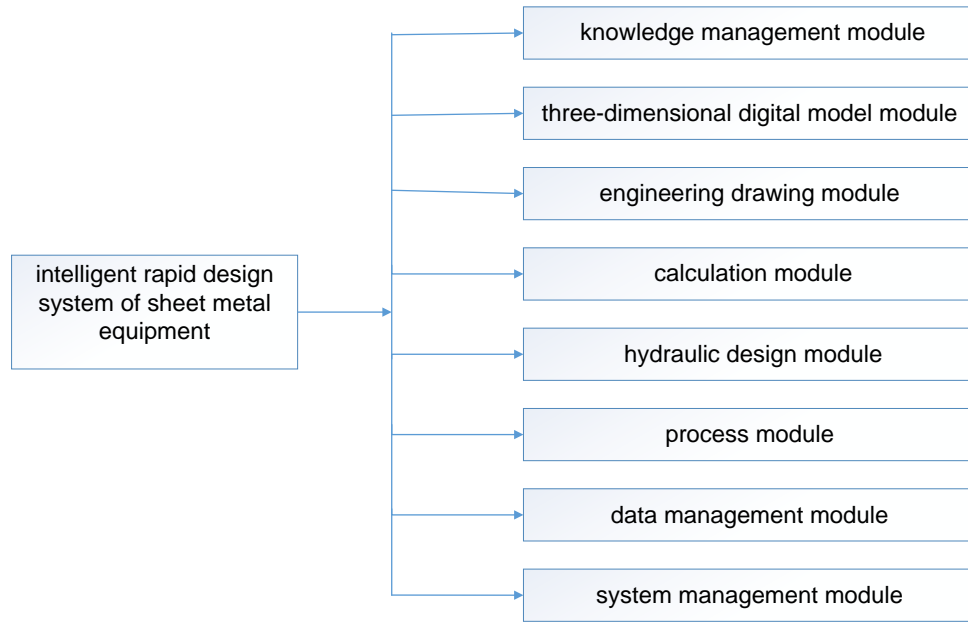 knowledge management module
three-dimensional digital model module
engineering drawing module
intelligent rapid design
system of sheet metal
equipment
calculation module
hydraulic design module
process module
data management module
system management module